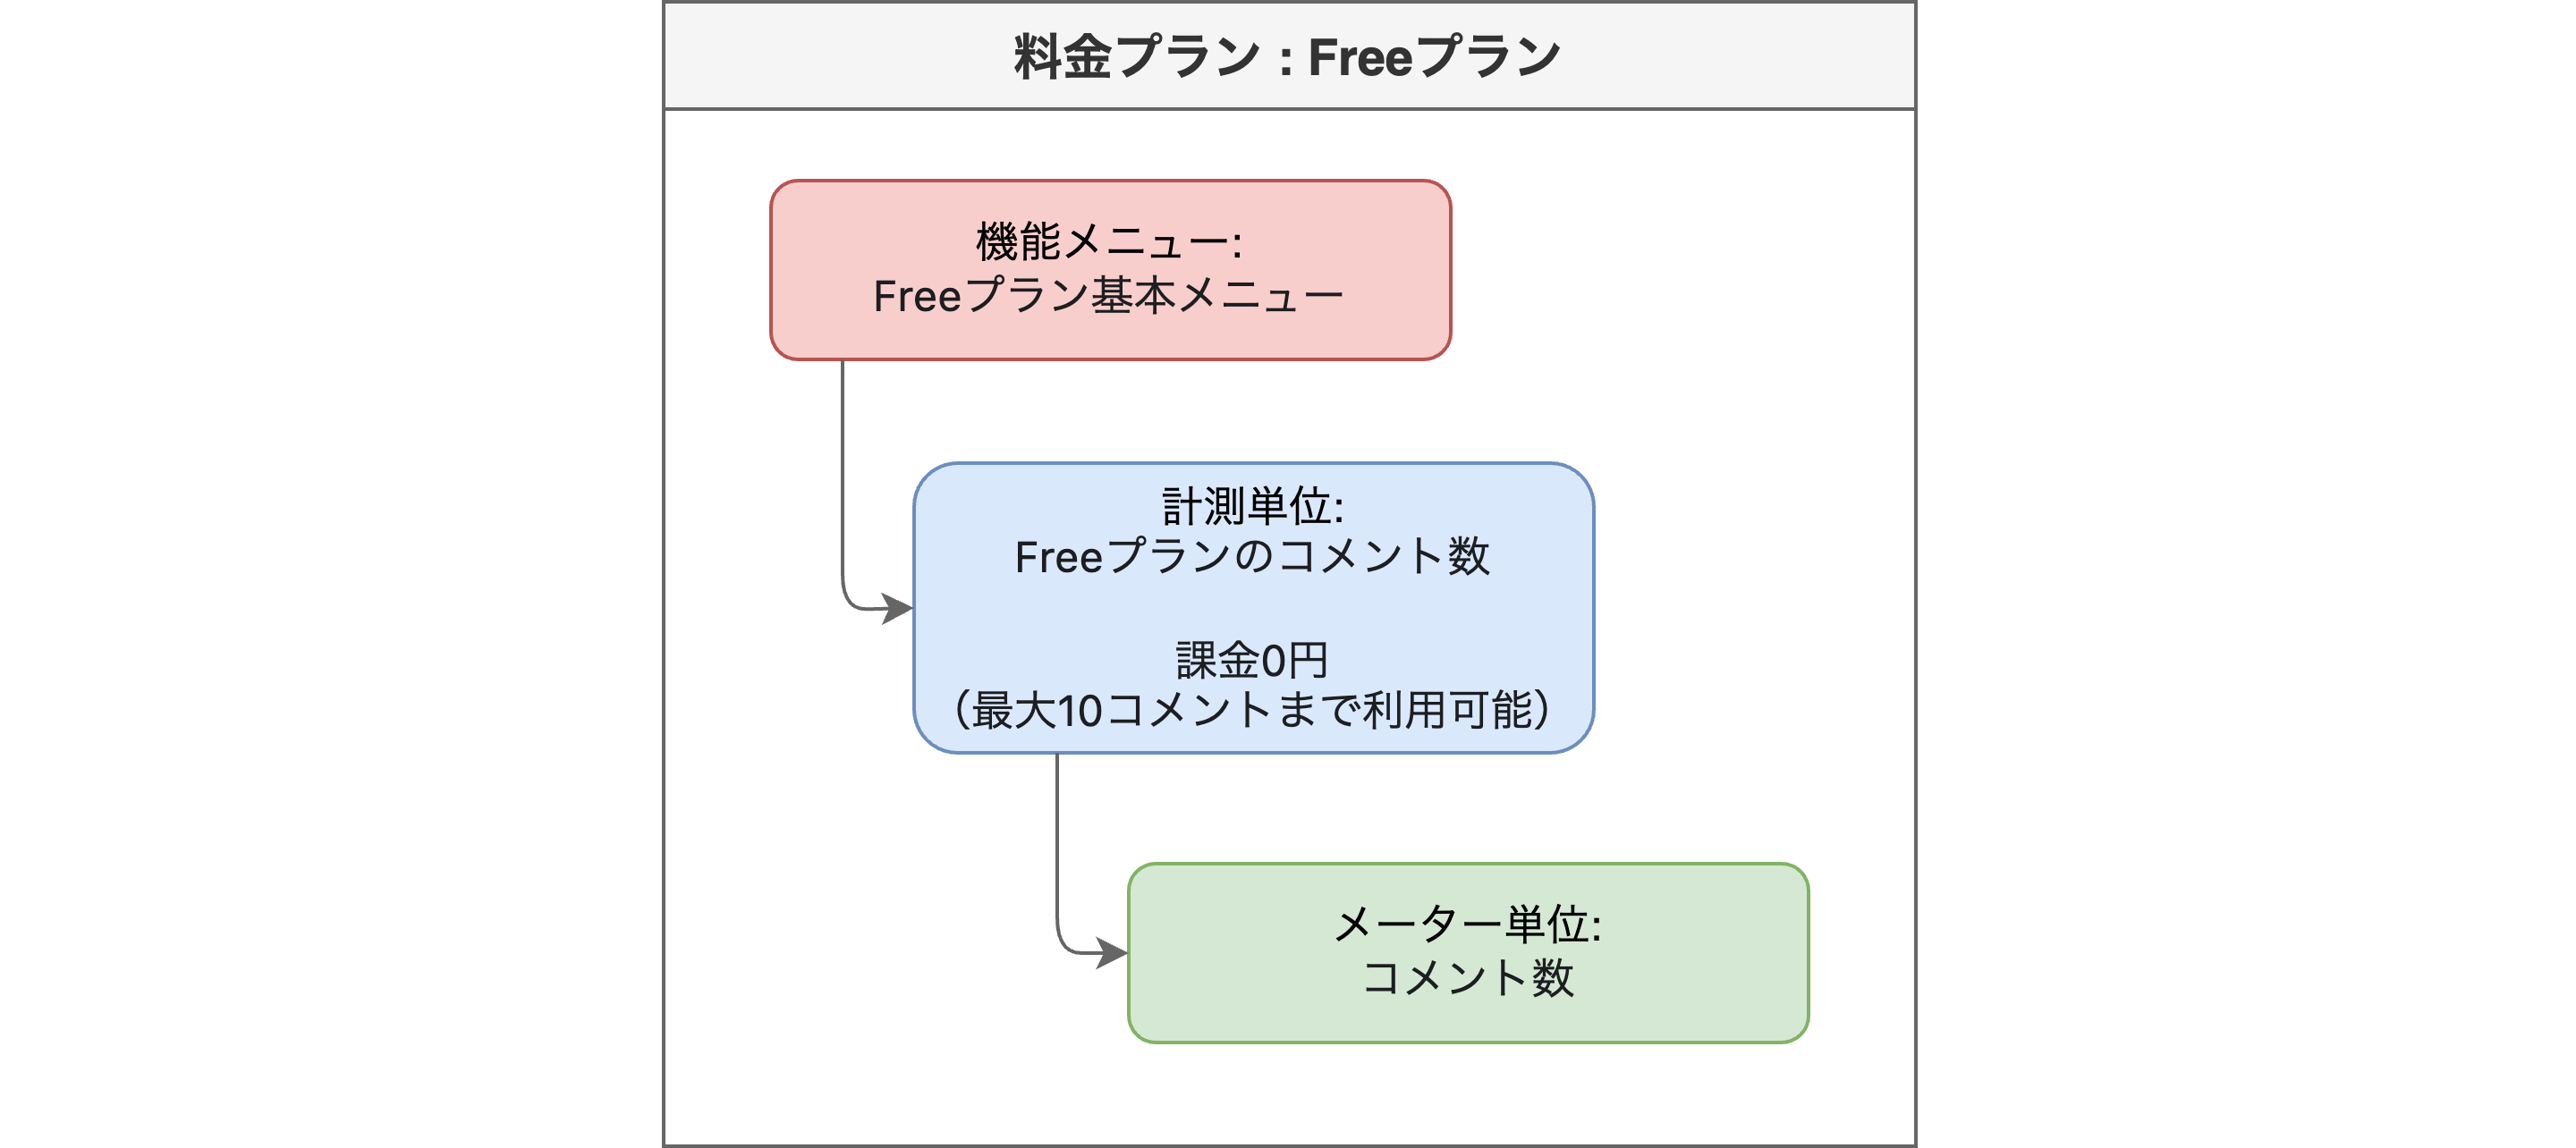 料金プラン：Freeプラン
機能メニュー:
Freeプラン基本メニュー
計測単位:
Freeプランのコメント数
課金0円
（最大10コメントまで利用可能）
メーター単位:
コメント数